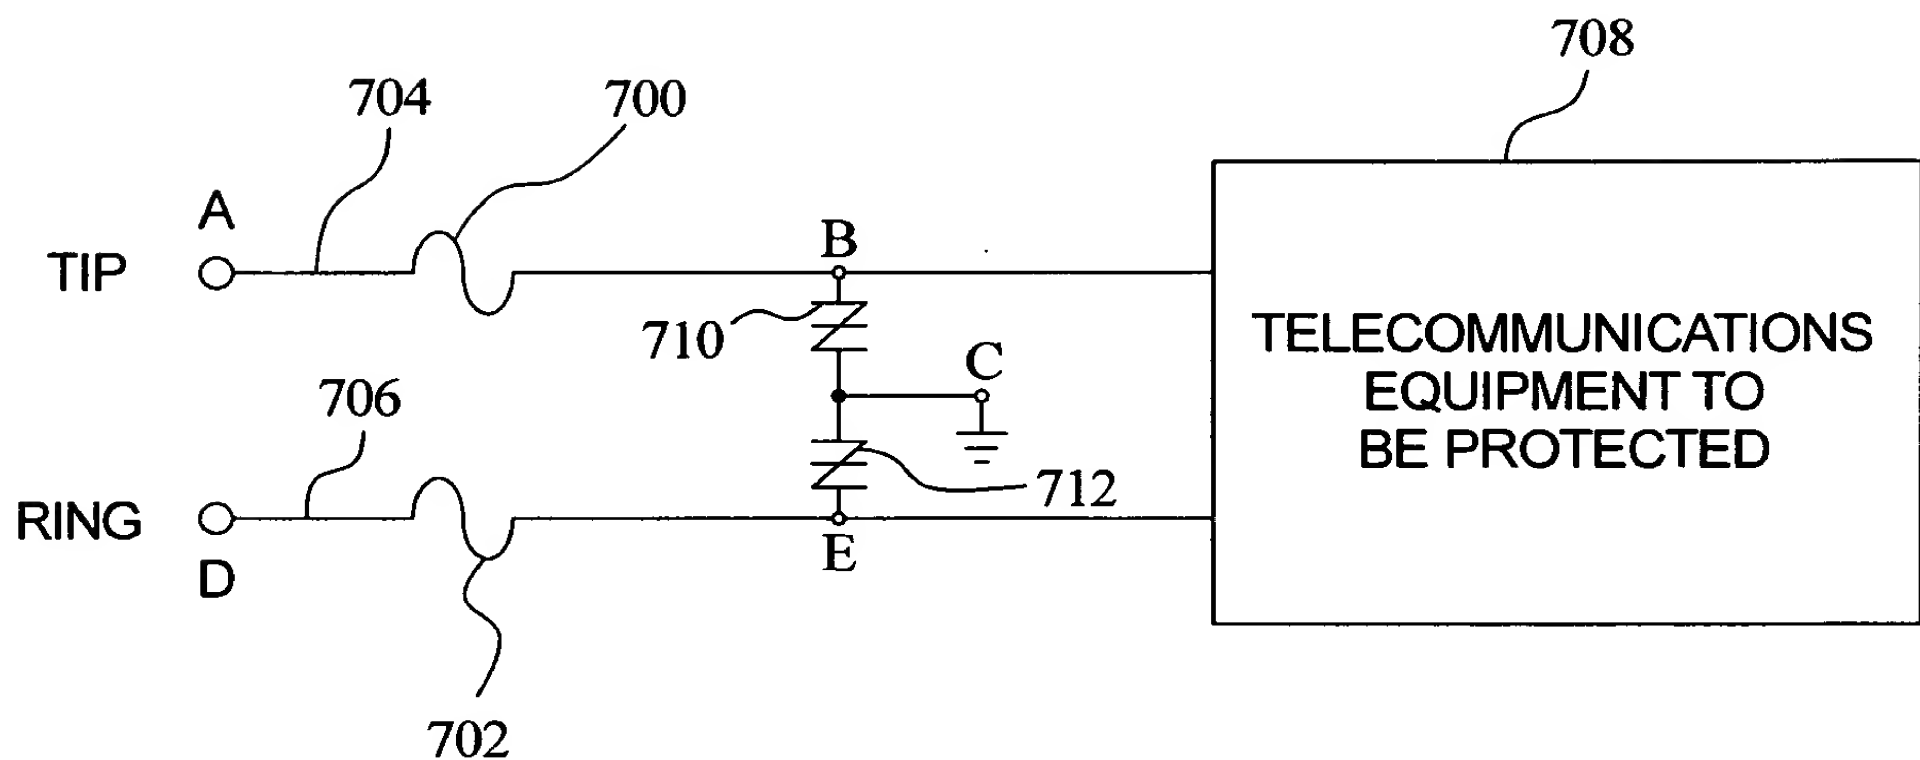 708
704
700
A
TIP
B
710
C
TELECOMMUNICATIONS
EQUIPMENT TO
BE PROTECTED
706
712
RING
D
E
702